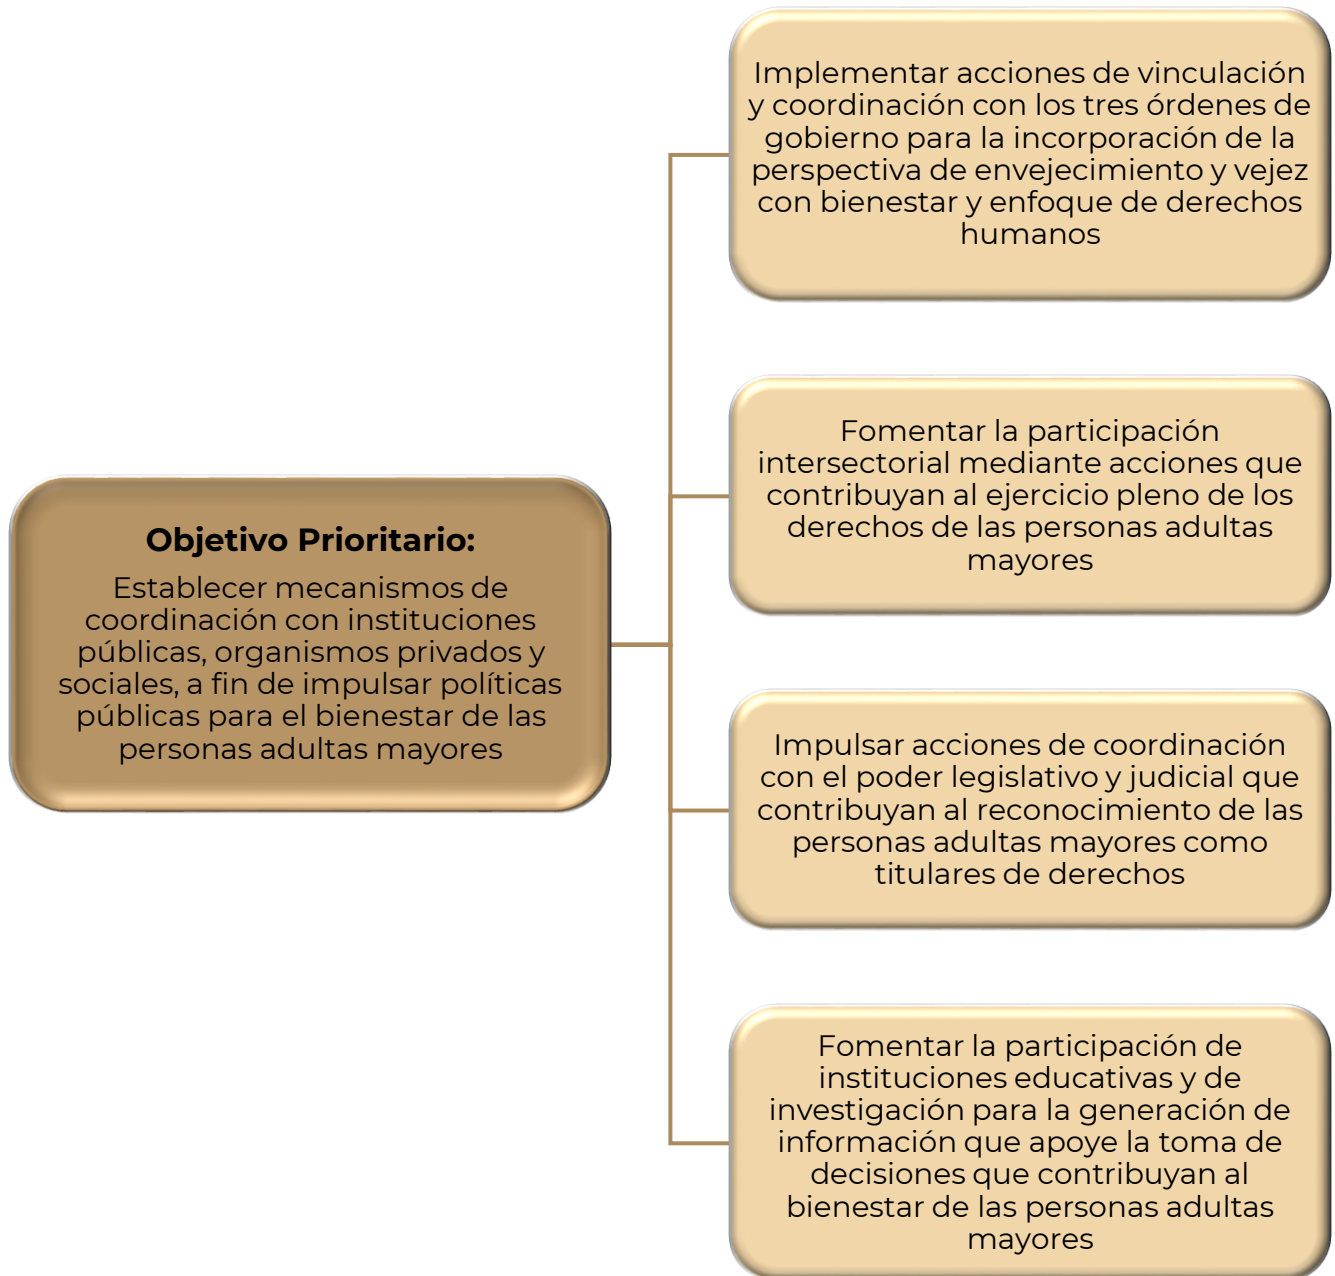 Implementar acciones de vinculación
y coordinación con los tres órdenes de
gobierno para la incorporación de la
perspectiva de envejecimiento y vejez
con bienestar y enfoque de derechos
humanos
Fomentar la participación
intersectorial mediante acciones que
contribuyan al ejercicio pleno de los
derechos de las personas adultas
mayores
Objetivo Prioritario:
Establecer mecanismos de
coordinación con instituciones
públicas, organismos privados y
sociales, a fin de impulsar políticas
públicas para el bienestar de las
personas adultas mayores
Impulsar acciones de coordinación
con el poder legislativo y judicial que
contribuyan al reconocimiento de las
personas adultas mayores como
titulares de derechos
Fomentar la participación de
instituciones educativas y de
investigación para la generación de
información que apoye la toma de
decisiones que contribuyan al
bienestar de las personas adultas
mayores